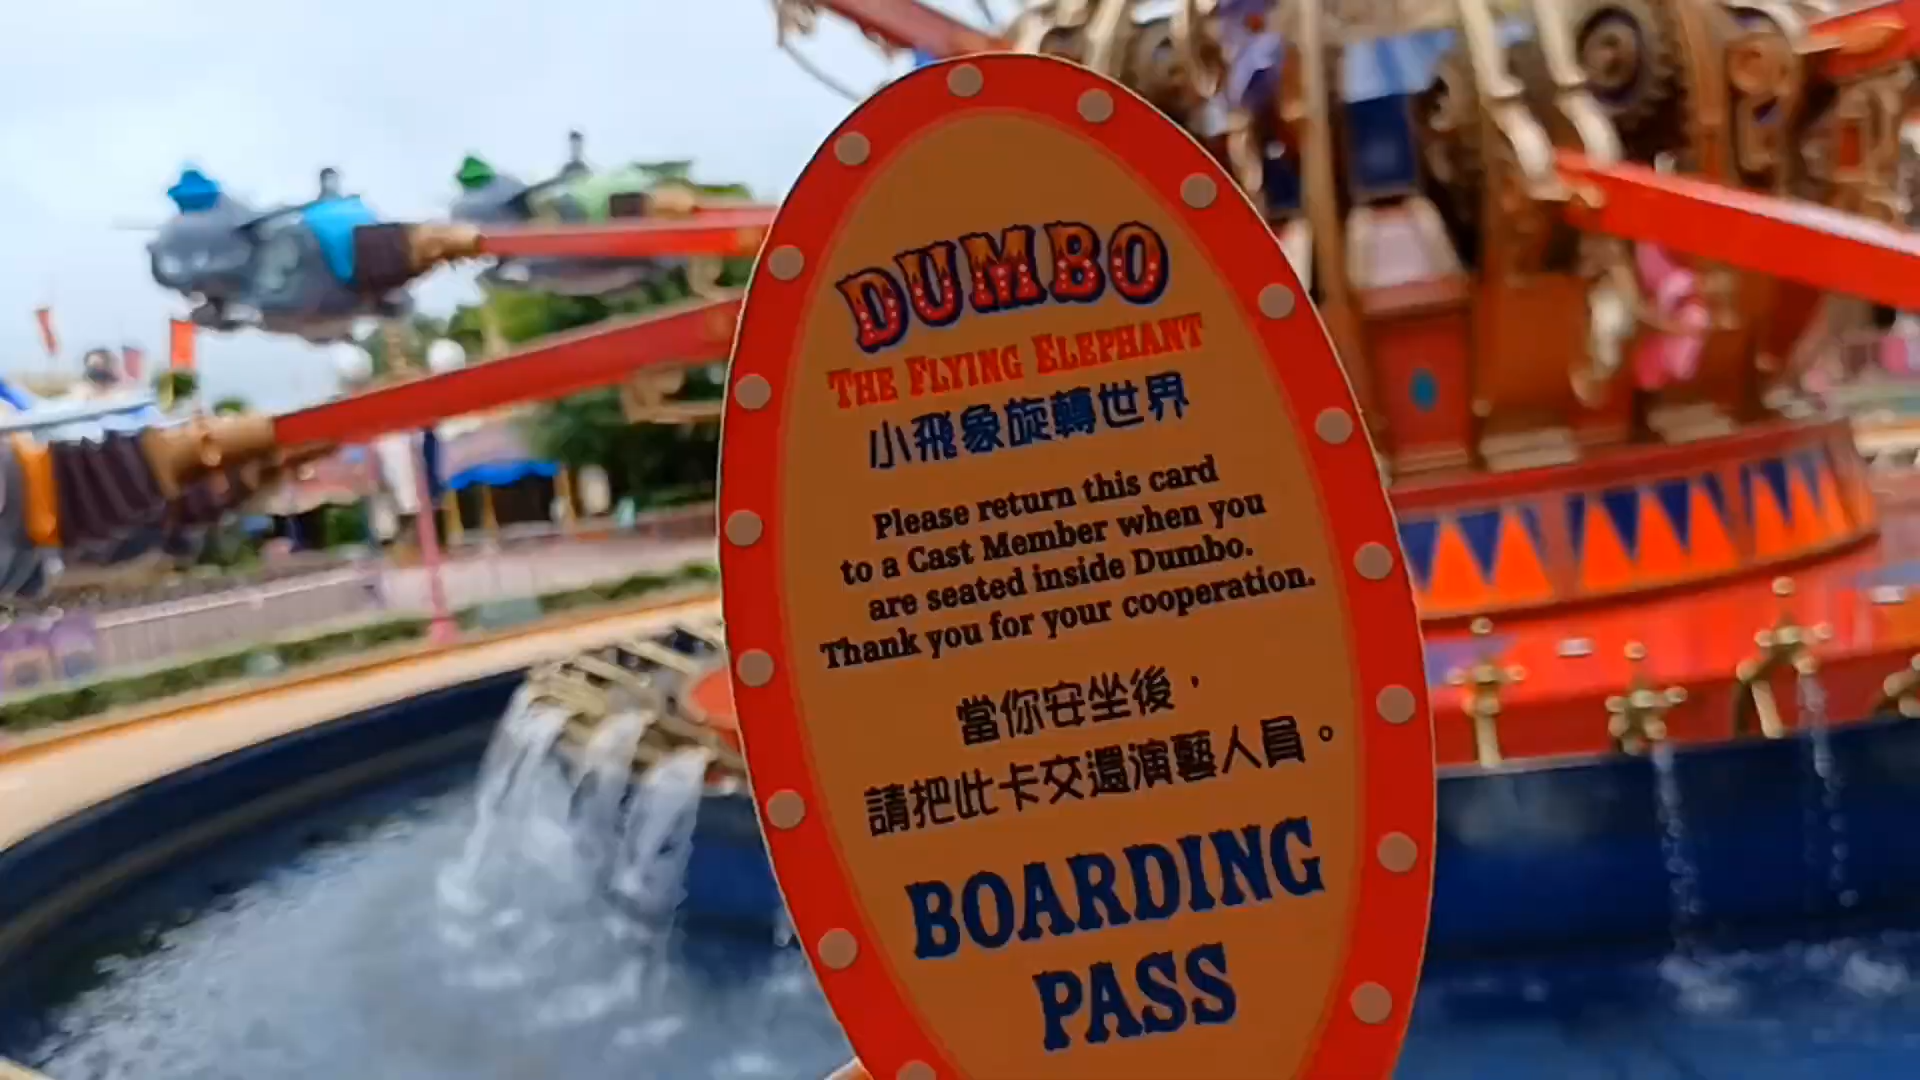 DUMBO
THE FLYING ELEPHANT
小飛象旋轉世界
Please return this card
to a Cast Member when you
are seated inside Dumbo.
Thank you for your cooperation.
當你安坐後，
請把此卡交還演藝人員。
BOARDING
PASS